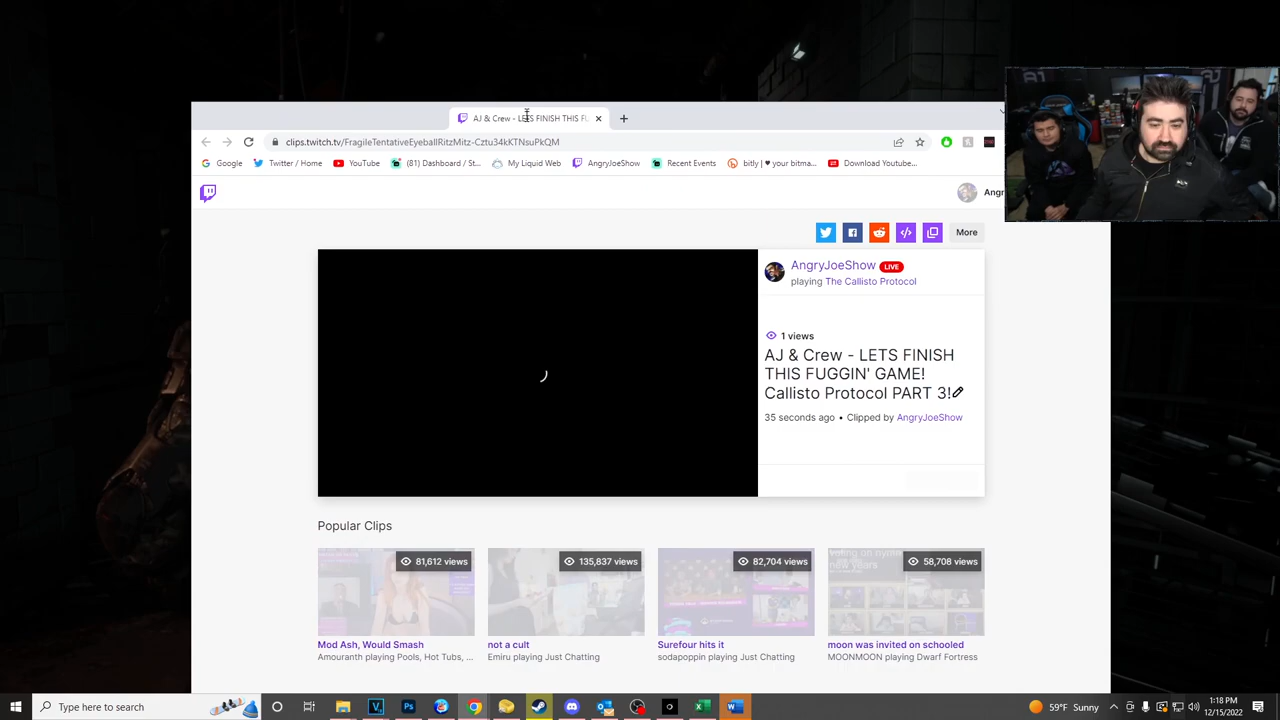 AJ & Crew - LETS FINISH THIS FU
clips.twitch.tv/FragileTentativeEyeballRitzMitz-Cztu34kKTNsuPkQM
Google Twitter / Home YouTube (81) Dashboard / St... My Liquid Web AngryJoeShow Recent Events bitly | ♥ your bitma... Download Youtube...
Angr
More
AngryJoeShow LIVE
playing The Callisto Protocol
1 views
AJ & Crew - LETS FINISH
THIS FUGGIN' GAME!
Callisto Protocol PART 3!
35 seconds ago • Clipped by AngryJoeShow
Popular Clips
81,612 views
135,837 views
82,704 views
58,708 views
Mod Ash, Would Smash
Amouranth playing Pools, Hot Tubs, ...
not a cult
Emiru playing Just Chatting
Surefour hits it
sodapoppin playing Just Chatting
moon was invited on schooled
MOONMOON playing Dwarf Fortress
Type here to search
59°F Sunny
1:18 PM
12/15/2022